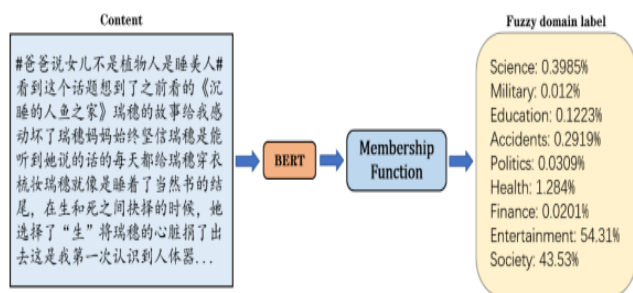 Content
#爸爸说女儿不是植物人是睡美人#
看到这个话题想到了之前看的《沉
睡的人鱼之家》瑞穗的故事给我感
动坏了瑞穗妈妈始终坚信瑞穗是能
听到她说的话的每天都给瑞穗穿衣
梳妆瑞穗就像是睡着了当然书的结
尾，在生和死之间抉择的时候，她
选择了“生”将瑞穗的心脏捐了出
去这是我第一次认识到人体器...
BERT
Membership
Function
Fuzzy domain label
Science: 0.3985%
Military: 0.012%
Education: 0.1223%
Accidents: 0.2919%
Politics: 0.0309%
Health: 1.284%
Finance: 0.0201%
Entertainment: 54.31%
Society: 43.53%